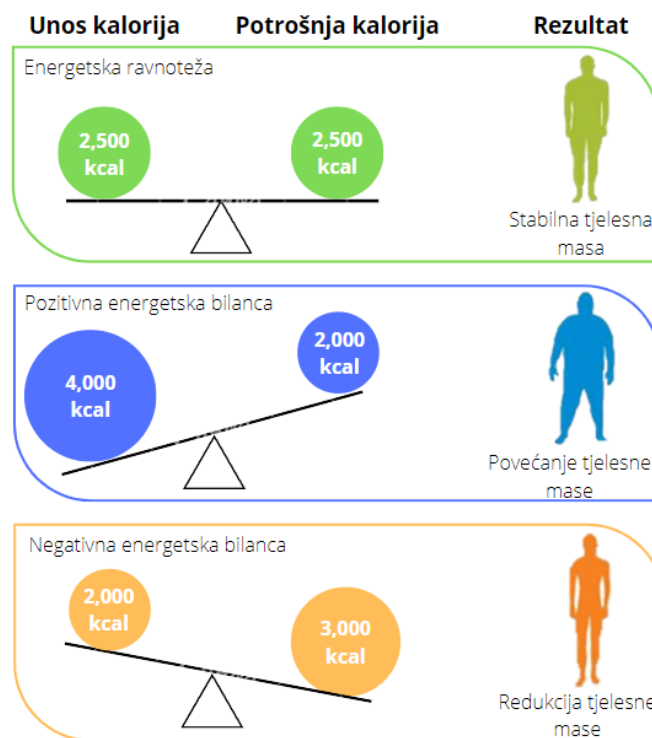 Unos kalorija
Potrošnja kalorija
Rezultat
Energetska ravnoteža
2,500
kcal
2,500
kcal
Stabilna tjelesna
masa
Pozitivna energetska bilanca
4,000
kcal
2,000
kcal
Povećanje tjelesne
mase
Negativna energetska bilanca
2,000
kcal
3,000
kcal
Redukcija tjelesne
mase